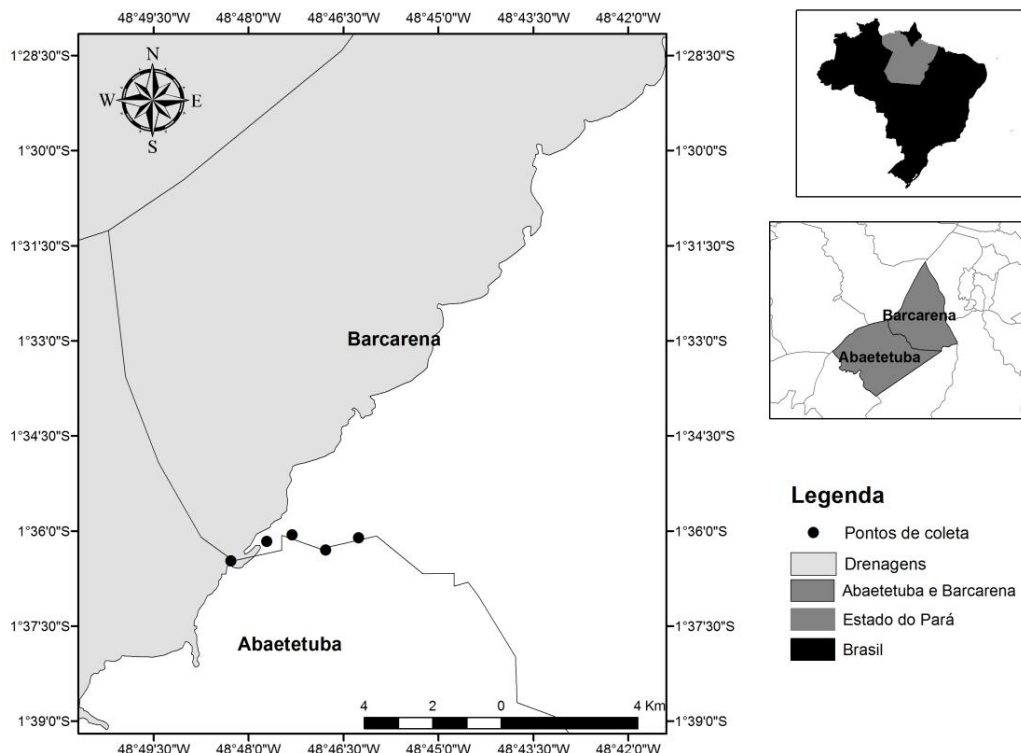 48°49'30"W 48°48'0"W 48°46'30"W 48°45'0"W 48°43'30"W 48°42'0"W
1°28'30"S 1°28'30"S
N
W E
S
1°30'0"S 1°30'0"S
1°31'30"S 1°31'30"S
Barcarena
1°33'0"S 1°33'0"S
1°34'30"S 1°34'30"S
1°36'0"S 1°36'0"S
1°37'30"S 1°37'30"S
Abaetetuba
4 2 0 4 Km
1°39'0"S 1°39'0"S
48°49'30"W 48°48'0"W 48°46'30"W 48°45'0"W 48°43'30"W 48°42'0"W
Barcarena
Abaetetuba
Legenda
Pontos de coleta
Drenagens
Abaetetuba e Barcarena
Estado do Pará
Brasil